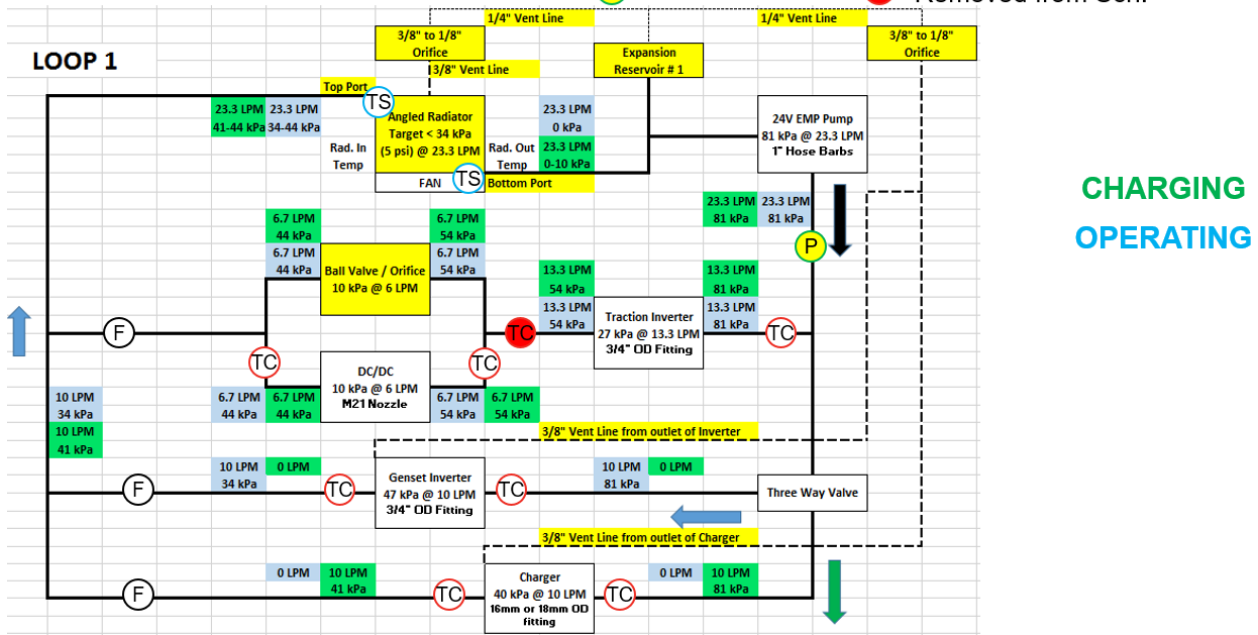 Removed from Sch.
1/4" Vent Line
1/4" Vent Line
3/8" to 1/8"
Orifice
3/8" to 1/8"
Orifice
LOOP 1
Expansion
Reservoir # 1
3/8" Vent Line
Top Port
TS
23.3 LPM
41-44 kPa
23.3 LPM
34-44 kPa
Angled Radiator
Target < 34 kPa
(5 psi) @ 23.3 LPM
Rad. In
Temp
Rad. Out
Temp
23.3 LPM
0 kPa
23.3 LPM
0-10 kPa
24V EMP Pump
81 kPa @ 23.3 LPM
1" Hose Barbs
FAN
TS
Bottom Port
CHARGING
OPERATING
23.3 LPM
81 kPa
23.3 LPM
81 kPa
P
6.7 LPM
44 kPa
6.7 LPM
44 kPa
Ball Valve / Orifice
10 kPa @ 6 LPM
6.7 LPM
54 kPa
6.7 LPM
54 kPa
13.3 LPM
54 kPa
13.3 LPM
54 kPa
Traction Inverter
27 kPa @ 13.3 LPM
3/4" OD Fitting
13.3 LPM
81 kPa
13.3 LPM
81 kPa
F
TC
TC
TC
TC
DC/DC
10 kPa @ 6 LPM
M21 Nozzle
10 LPM
34 kPa
10 LPM
41 kPa
6.7 LPM
44 kPa
6.7 LPM
44 kPa
6.7 LPM
54 kPa
6.7 LPM
54 kPa
3/8" Vent Line from outlet of Inverter
10 LPM
34 kPa
0 LPM
Genset Inverter
47 kPa @ 10 LPM
3/4" OD Fitting
10 LPM
81 kPa
0 LPM
F
TC
TC
Three Way Valve
3/8" Vent Line from outlet of Charger
0 LPM
10 LPM
41 kPa
Charger
40 kPa @ 10 LPM
16mm or 18mm OD
fitting
0 LPM
10 LPM
81 kPa
F
TC
TC